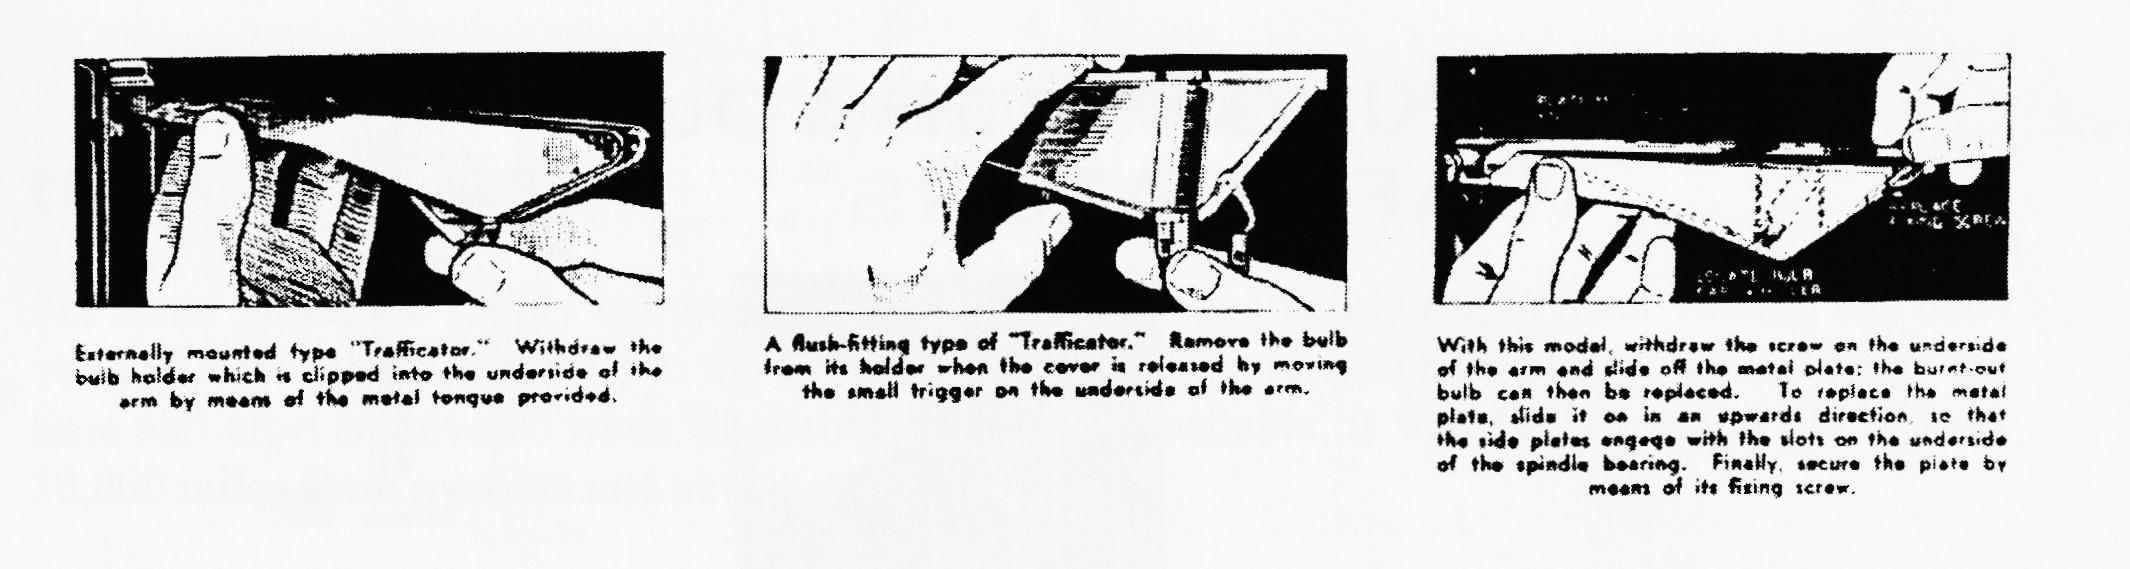 Externally mounted type "Trafficator." Withdraw the
bulb holder which is clipped into the underside of the
arm by means of the metal tongue provided.
A flush-fitting type of "Trafficator." Remove the bulb
from its holder when the cover is released by moving
the small trigger on the underside of the arm.
REPLACE
FIXING SCREW
LOCATE BULB
With this model, withdraw the screw on the underside
of the arm and slide off the metal plate; the burnt-out
bulb can then be replaced. To replace the metal
plate, slide it on in an upwards direction, so that
the side plates engage with the slots on the underside
of the spindle bearing. Finally, secure the plate by
means of its fixing screw.